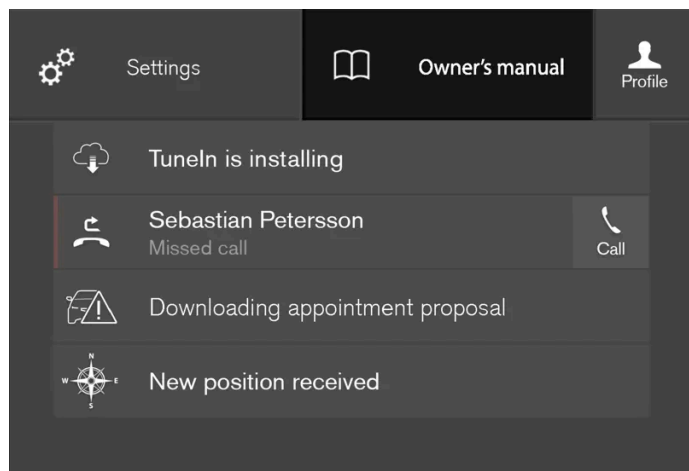 Settings
Owner's manual
Profile
TuneIn is installing
Sebastian Petersson
Missed call
Call
Downloading appointment proposal
N
W E
S
New position received